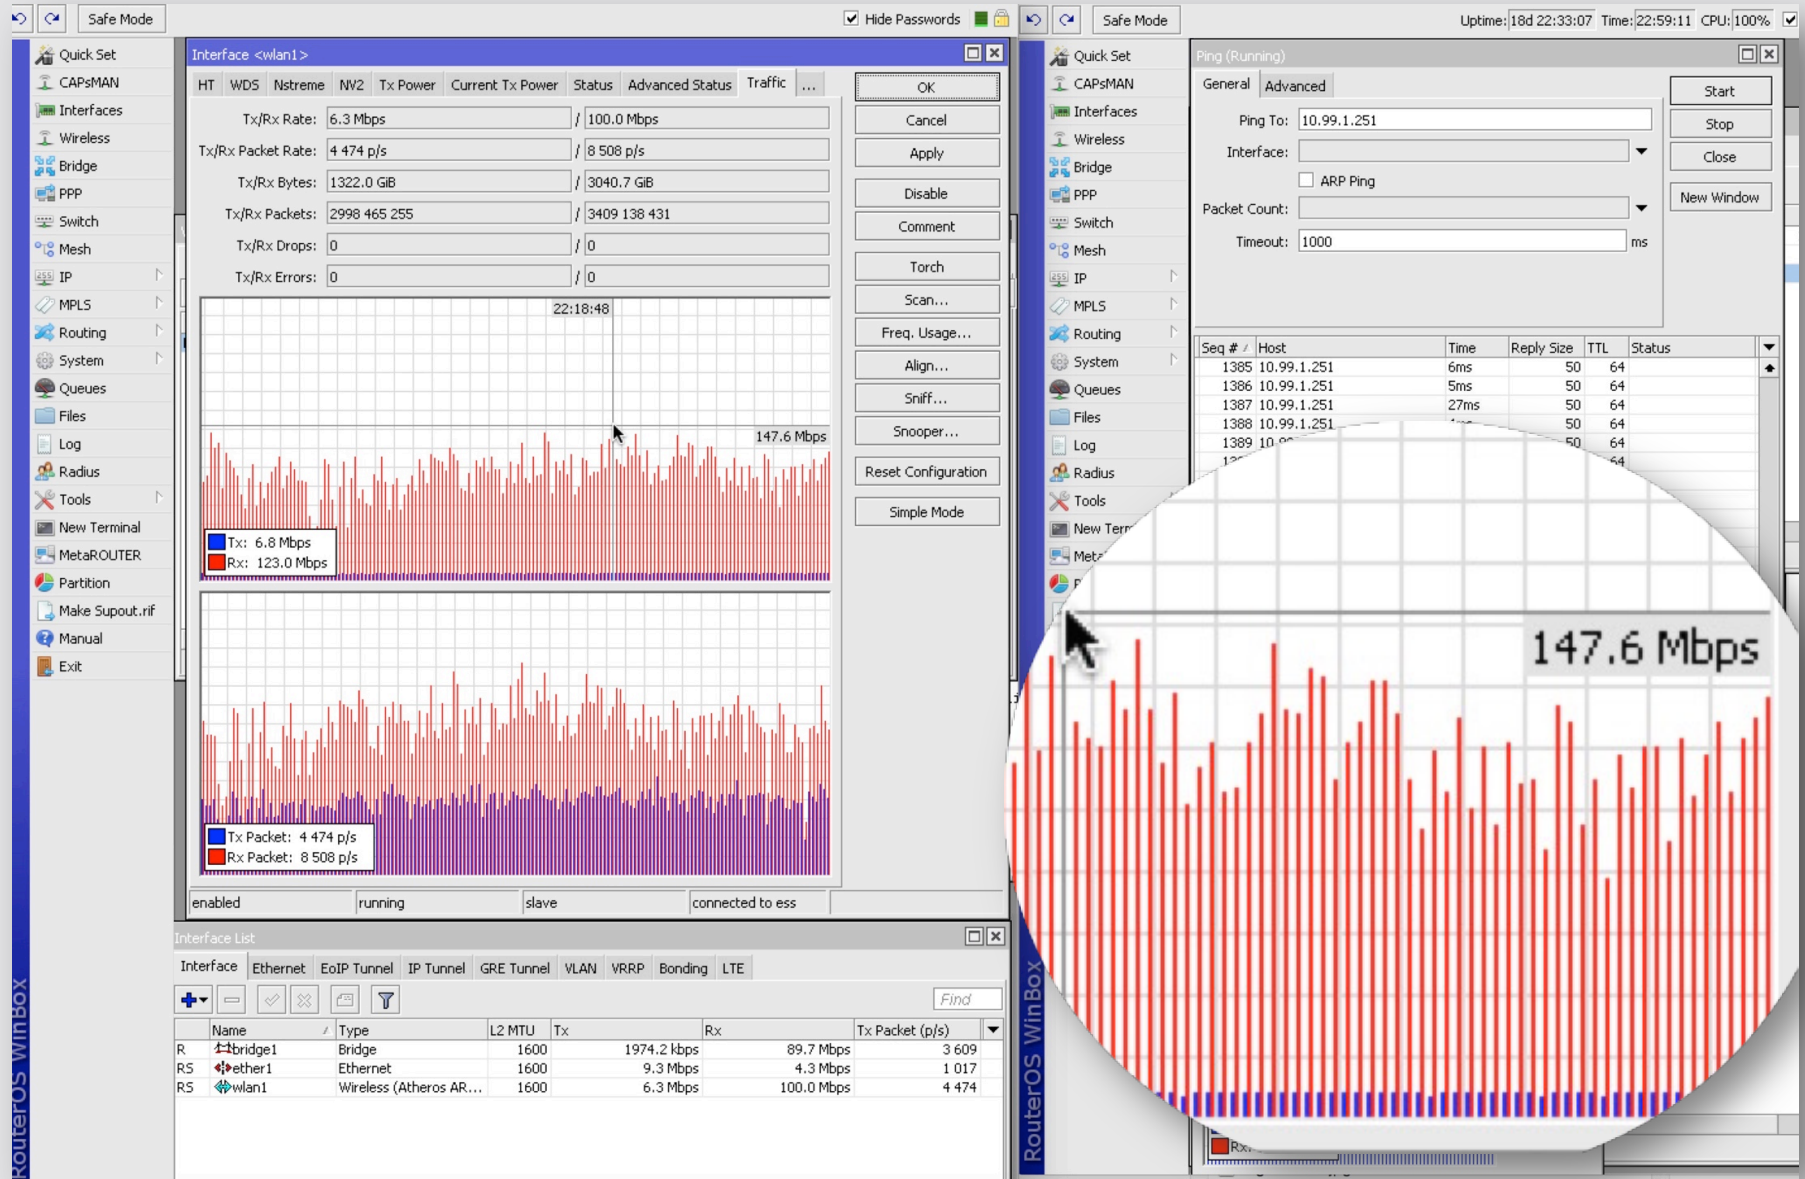 Safe Mode
Hide Passwords
Quick Set
CAPsMAN
Interfaces
Wireless
Bridge
PPP
Switch
Mesh
IP
MPLS
Routing
System
Queues
Files
Log
Radius
Tools
New Terminal
MetaROUTER
Partition
Make Supout.rif
Manual
Exit
RouterOS WinBox
Interface <wlan1>
HT WDS Nstreme NV2 Tx Power Current Tx Power Status Advanced Status Traffic ...
Tx/Rx Rate: 6.3 Mbps / 100.0 Mbps
Tx/Rx Packet Rate: 4 474 p/s / 8 508 p/s
Tx/Rx Bytes: 1322.0 GiB / 3040.7 GiB
Tx/Rx Packets: 2998 465 255 / 3409 138 431
Tx/Rx Drops: 0 / 0
Tx/Rx Errors: 0 / 0
22:18:48
147.6 Mbps
Tx: 6.8 Mbps
Rx: 123.0 Mbps
Tx Packet: 4 474 p/s
Rx Packet: 8 508 p/s
enabled running slave connected to ess
OK
Cancel
Apply
Disable
Comment
Torch
Scan...
Freq. Usage...
Align...
Sniff...
Snooper...
Reset Configuration
Simple Mode
Interface List
Interface Ethernet EoIP Tunnel IP Tunnel GRE Tunnel VLAN VRRP Bonding LTE
Find
Name Type L2 MTU Tx Rx Tx Packet (p/s)
R bridge1 Bridge 1600 1974.2 kbps 89.7 Mbps 3 609
RS ether1 Ethernet 1600 9.3 Mbps 4.3 Mbps 1 017
RS wlan1 Wireless (Atheros AR... 1600 6.3 Mbps 100.0 Mbps 4 474
Safe Mode
Uptime: 18d 22:33:07 Time: 22:59:11 CPU: 100%
Quick Set
CAPsMAN
Interfaces
Wireless
Bridge
PPP
Switch
Mesh
IP
MPLS
Routing
System
Queues
Files
Log
Radius
Tools
New Term
Meta
RouterOS WinBox
Ping (Running)
General Advanced
Ping To: 10.99.1.251
Interface:
ARP Ping
Packet Count:
Timeout: 1000 ms
Start
Stop
Close
New Window
Seq # Host Time Reply Size TTL Status
1385 10.99.1.251 6ms 50 64
1386 10.99.1.251 5ms 50 64
1387 10.99.1.251 27ms 50 64
1388 10.99.1.251 50 64
1389 50 64
64
147.6 Mbps
Rx: